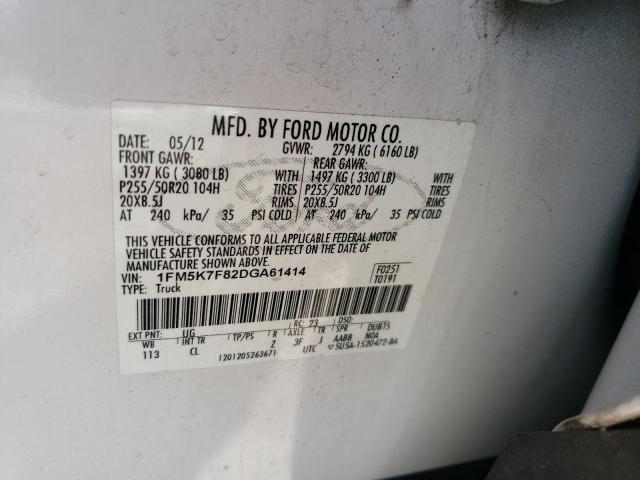 MFD. BY FORD MOTOR CO.
DATE: 05/12 GVWR: 2794 KG ( 6160 LB)
FRONT GAWR: REAR GAWR:
1397 KG ( 3080 LB) WITH 1497 KG ( 3300 LB) WITH
P255/50R20 104H TIRES P255/50R20 104H TIRES
20X8.5J RIMS 20X8.5J RIMS
AT 240 kPa/ 35 PSI COLD AT 240 kPa/ 35 PSI COLD
THIS VEHICLE CONFORMS TO ALL APPLICABLE FEDERAL MOTOR
VEHICLE SAFETY STANDARDS IN EFFECT ON THE DATE OF
MANUFACTURE SHOWN ABOVE.
VIN: 1FM5K7F82DGA61414 F0251
TYPE: Truck T0191
EXT PNT: UG RC: 23 DSO:
WB INT TR TP/PS R AXLE TR SPR DUBTS
113 CL Z 3F J AABB NOA
1201205263671 UTC 5USA-1520472-BA